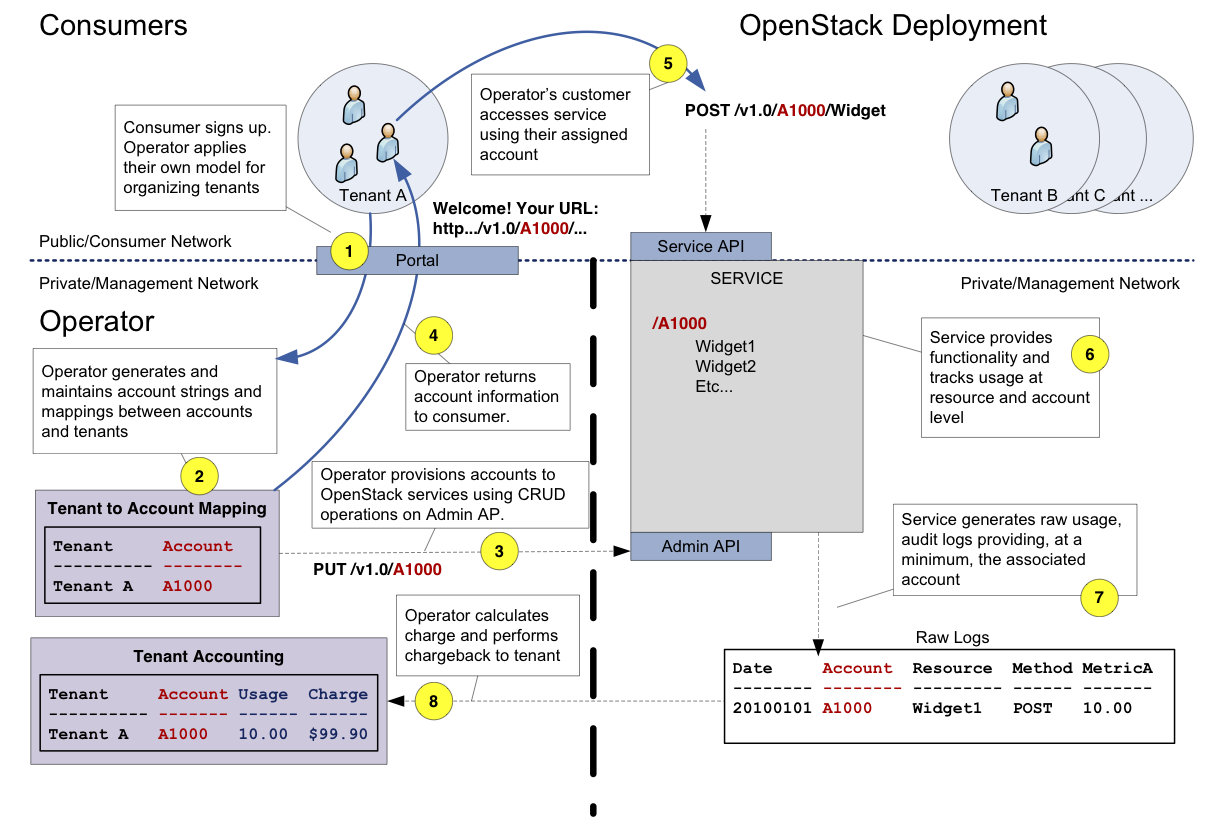 Consumers
OpenStack Deployment
Consumer signs up.
Operator applies
their own model for
organizing tenants
Tenant A
Operator's customer
accesses service
using their assigned
account
5
POST /v1.0/A1000/Widget
Tenant B
ant C
ant ...
Welcome! Your URL:
http.../v1.0/A1000/...
Public/Consumer Network
1
Portal
Service API
Private/Management Network
Private/Management Network
Operator
SERVICE
/A1000
Widget1
Widget2
Etc...
Service provides
functionality and
tracks usage at
resource and account
level
6
4
Operator returns
account information
to consumer.
Operator generates and
maintains account strings and
mappings between accounts
and tenants
2
Tenant to Account Mapping
Tenant Account
---------- --------
Tenant A A1000
Operator provisions accounts to
OpenStack services using CRUD
operations on Admin AP.
3
PUT /v1.0/A1000
Admin API
Service generates raw usage,
audit logs providing, at a
minimum, the associated
account
7
Operator calculates
charge and performs
chargeback to tenant
8
Tenant Accounting
Tenant Account Usage Charge
---------- ------- ----- ------
Tenant A A1000 10.00 $99.90
Raw Logs
Date Account Resource Method MetricA
-------- -------- --------- ------ -------
20100101 A1000 Widget1 POST 10.00